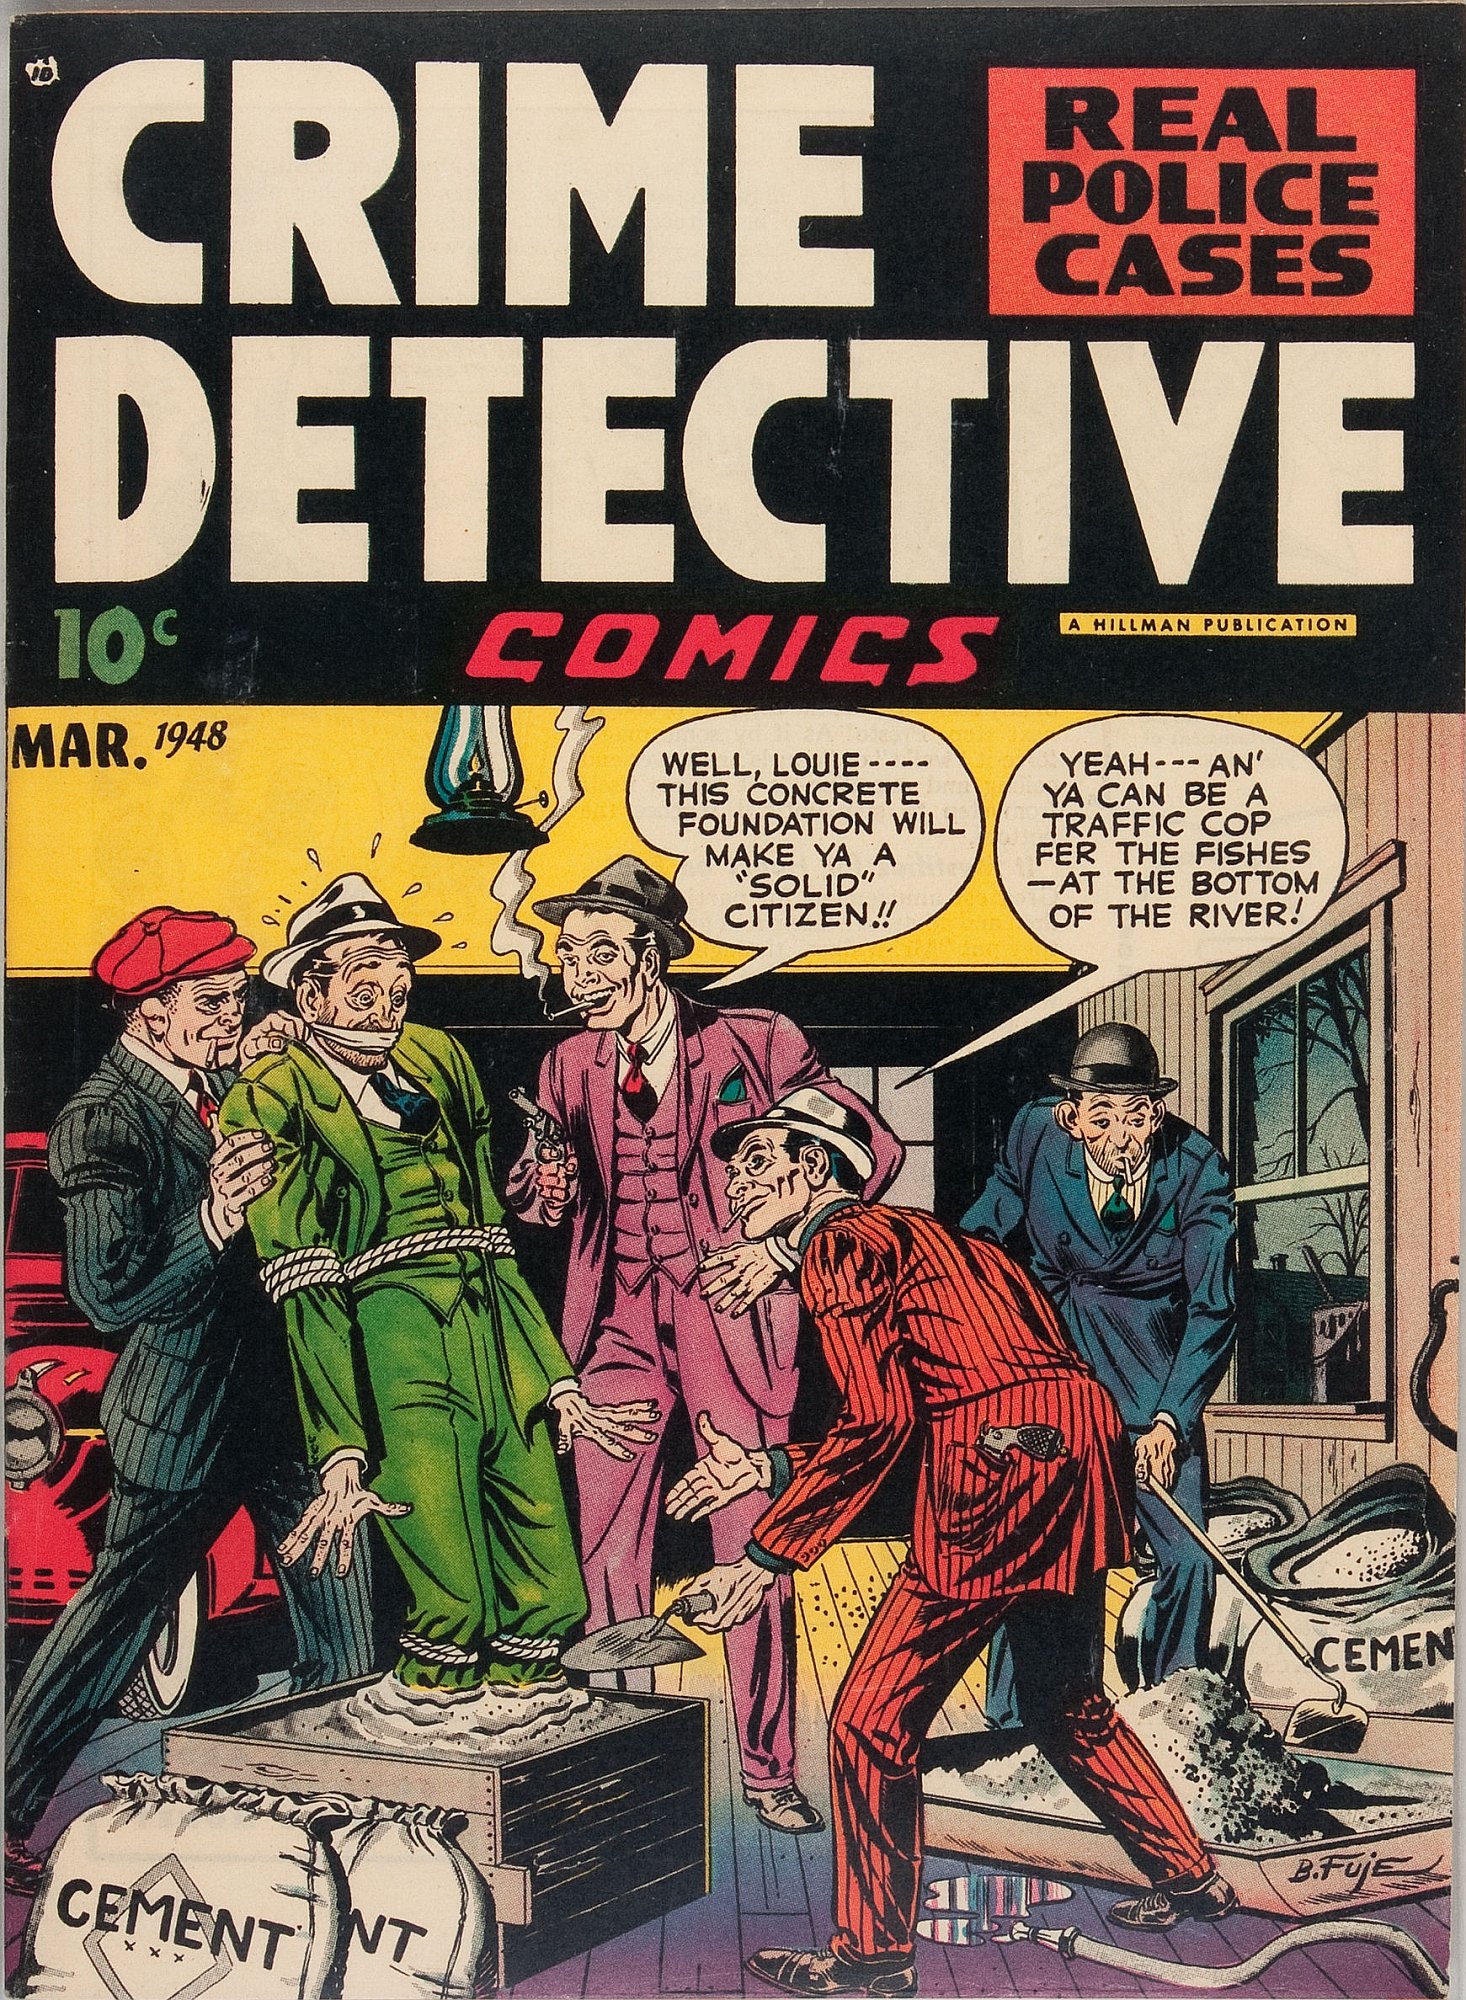 CRIME
REAL
POLICE
CASES
DETECTIVE
10¢
COMICS
A HILLMAN PUBLICATION
MAR. 1948
WELL, LOUIE ----
THIS CONCRETE
FOUNDATION WILL
MAKE YA A
"SOLID"
CITIZEN!!
YEAH --- AN'
YA CAN BE A
TRAFFIC COP
FER THE FISHES
—AT THE BOTTOM
OF THE RIVER!
CEMEN
B. FUJE
CEMENT
NT
XXX